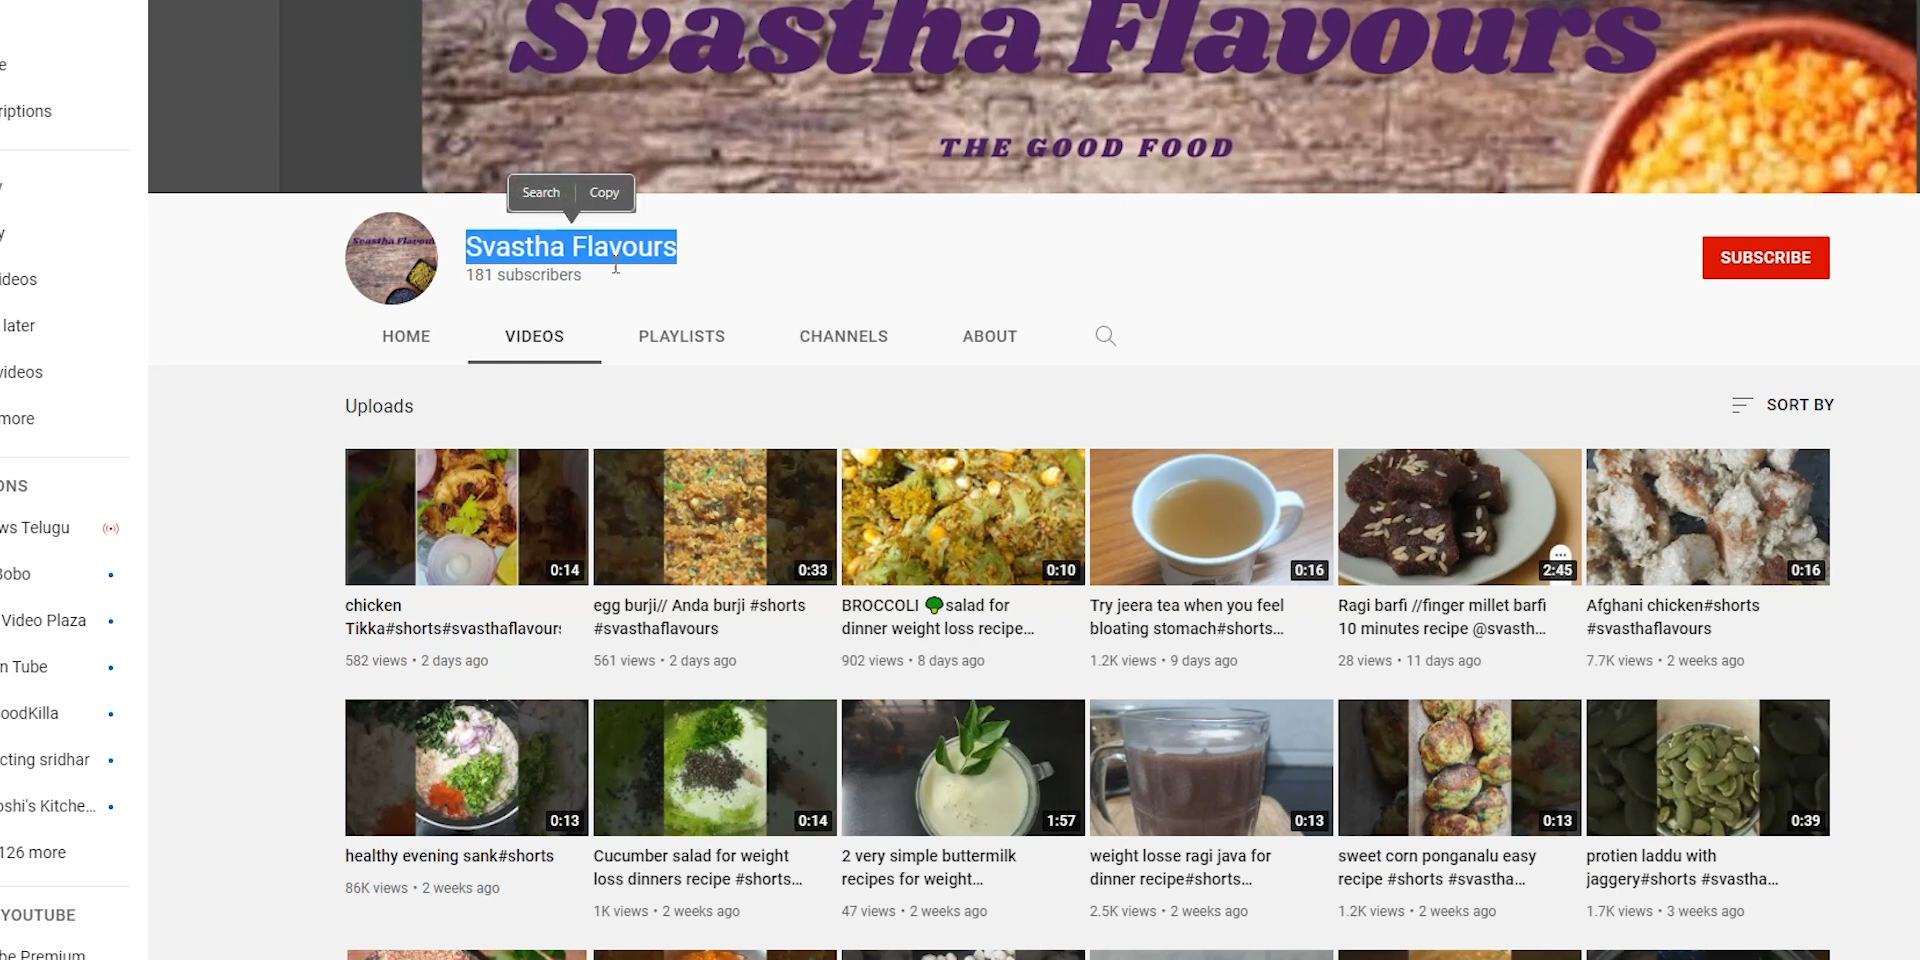 Svastha Flavours
THE GOOD FOOD
Search Copy
Svastha Flavours
181 subscribers
SUBSCRIBE
HOME VIDEOS PLAYLISTS CHANNELS ABOUT
Uploads
SORT BY
0:14
0:33
0:10
0:16
2:45
0:16
chicken
Tikka#shorts#svasthaflavours
582 views • 2 days ago
egg burji// Anda burji #shorts
#svasthaflavours
561 views • 2 days ago
BROCCOLI 🥦salad for
dinner weight loss recipe…
902 views • 8 days ago
Try jeera tea when you feel
bloating stomach#shorts…
1.2K views • 9 days ago
Ragi barfi //finger millet barfi
10 minutes recipe @svasth…
28 views • 11 days ago
Afghani chicken#shorts
#svasthaflavours
7.7K views • 2 weeks ago
0:13
0:14
1:57
0:13
0:13
0:39
healthy evening sank#shorts
86K views • 2 weeks ago
Cucumber salad for weight
loss dinners recipe #shorts…
1K views • 2 weeks ago
2 very simple buttermilk
recipes for weight…
47 views • 2 weeks ago
weight losse ragi java for
dinner recipe#shorts…
2.5K views • 2 weeks ago
sweet corn ponganalu easy
recipe #shorts #svastha…
1.2K views • 2 weeks ago
protien laddu with
jaggery#shorts #svastha…
1.7K views • 3 weeks ago
e
riptions
y
ideos
later
videos
more
ONS
ws Telugu
Bobo
Video Plaza
n Tube
oodKilla
cting sridhar
oshi's Kitche…
126 more
YOUTUBE
be Premium